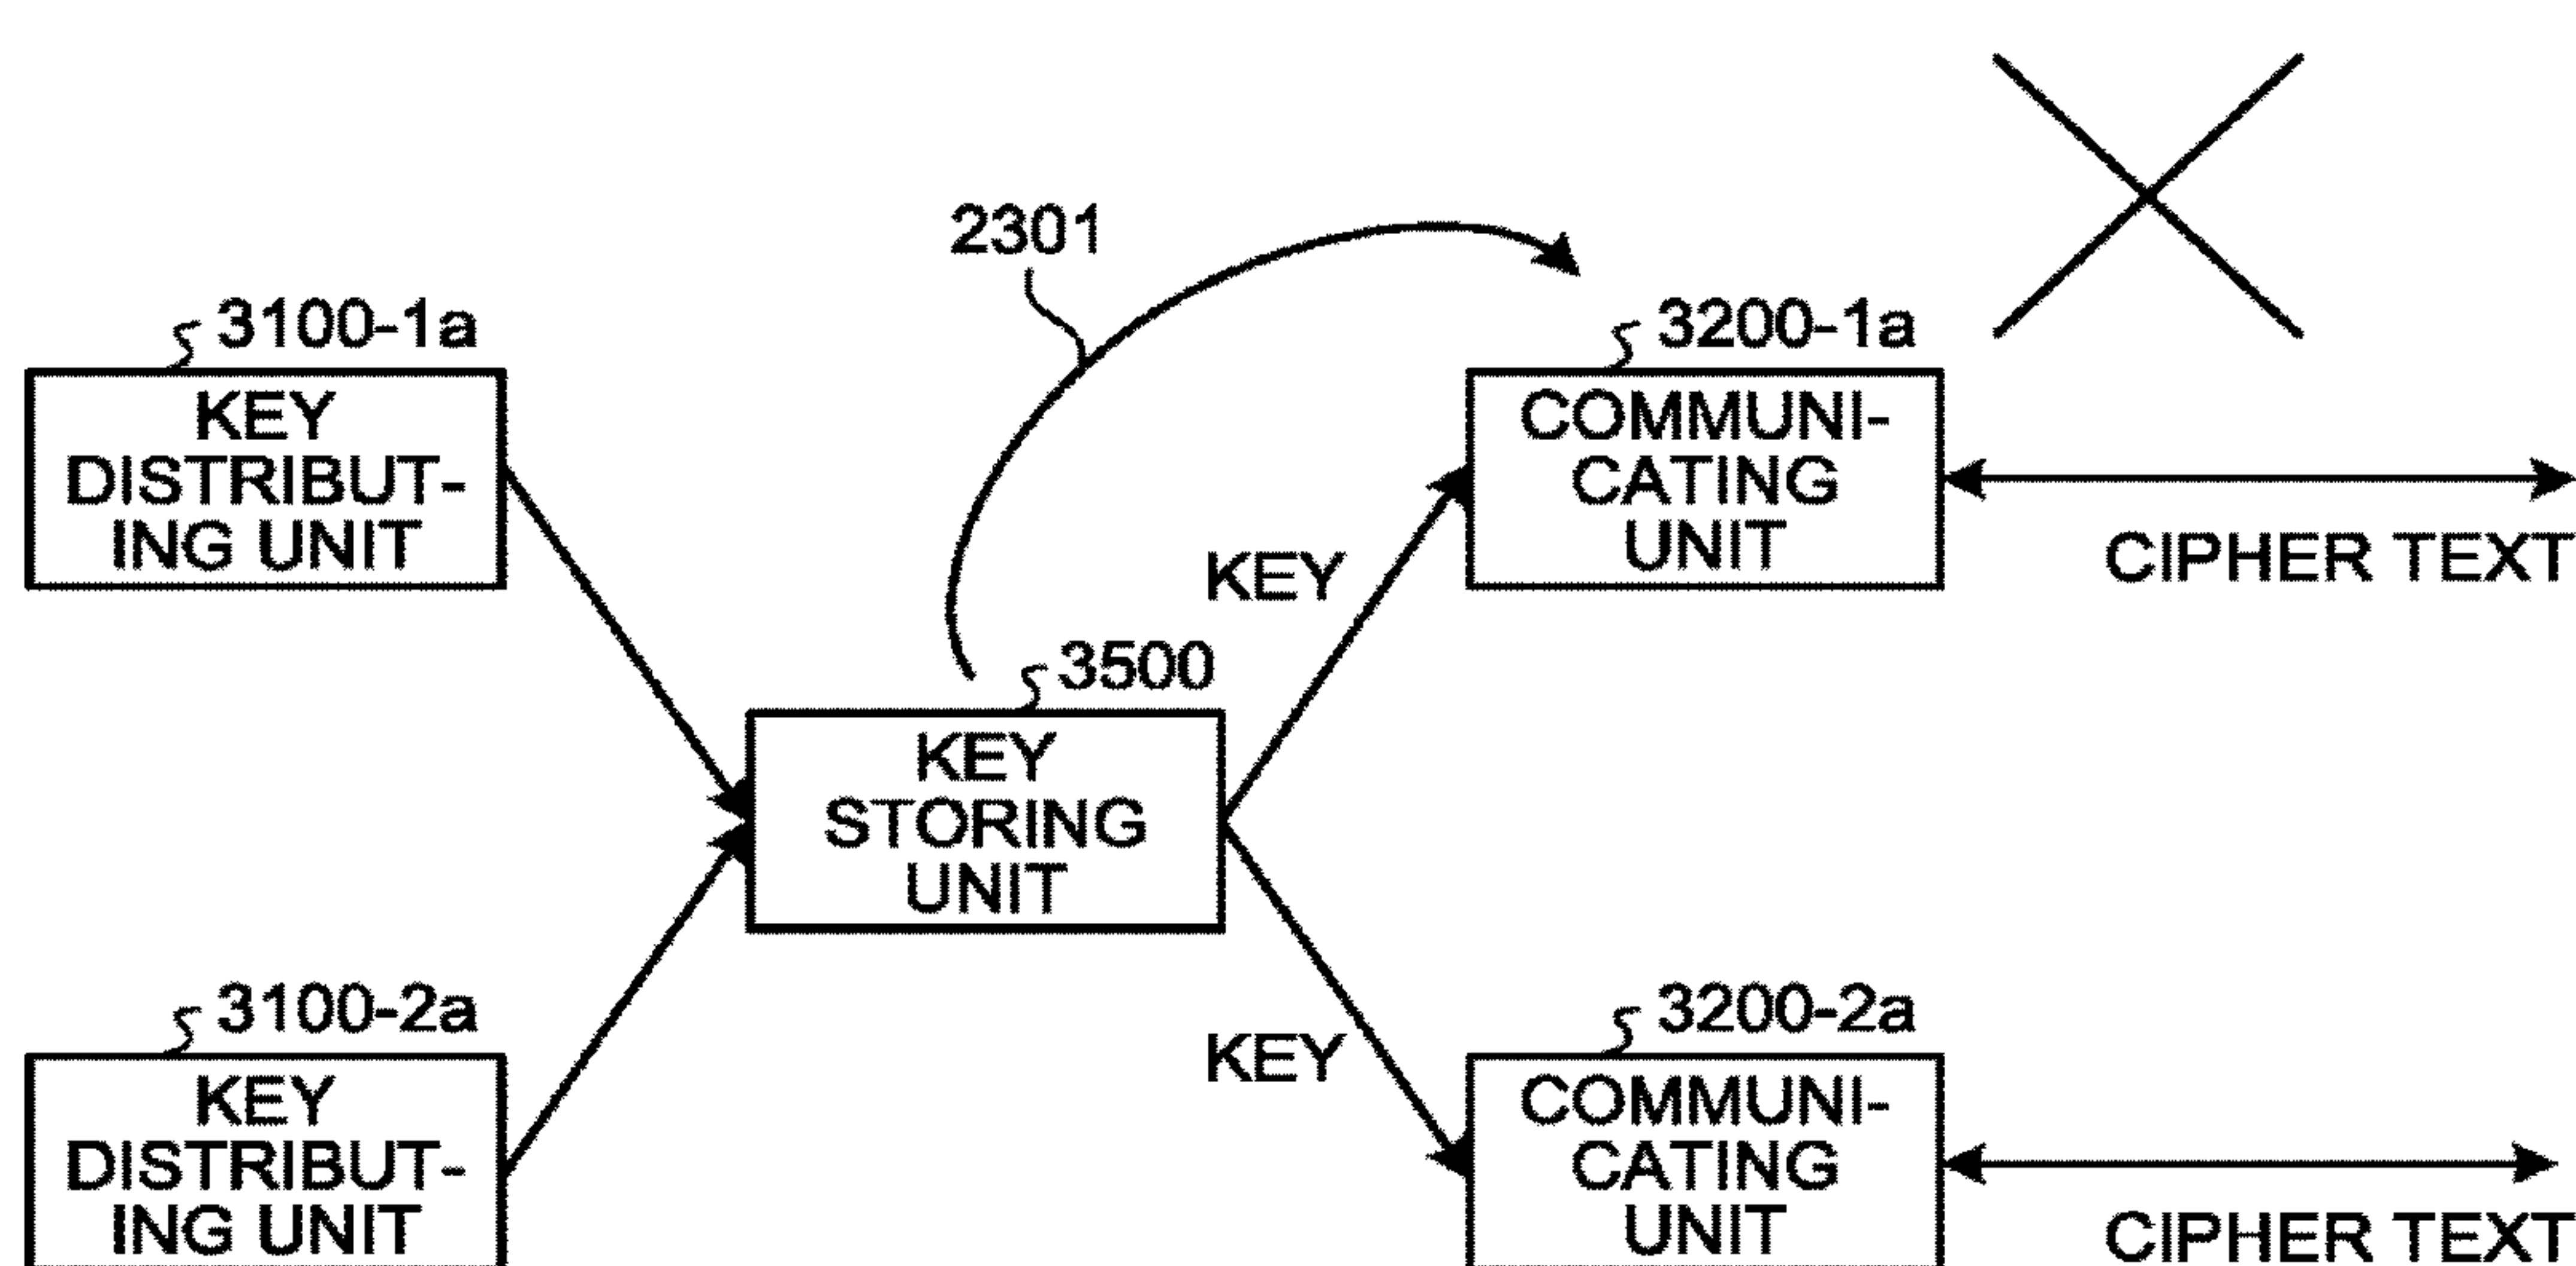 2301
3100-1a
3200-1a
KEY
DISTRIBUT-
ING UNIT
COMMUNI-
CATING
UNIT
CIPHER TEXT
KEY
3500
KEY
STORING
UNIT
3100-2a
3200-2a
KEY
KEY
DISTRIBUT-
ING UNIT
COMMUNI-
CATING
UNIT
CIPHER TEXT